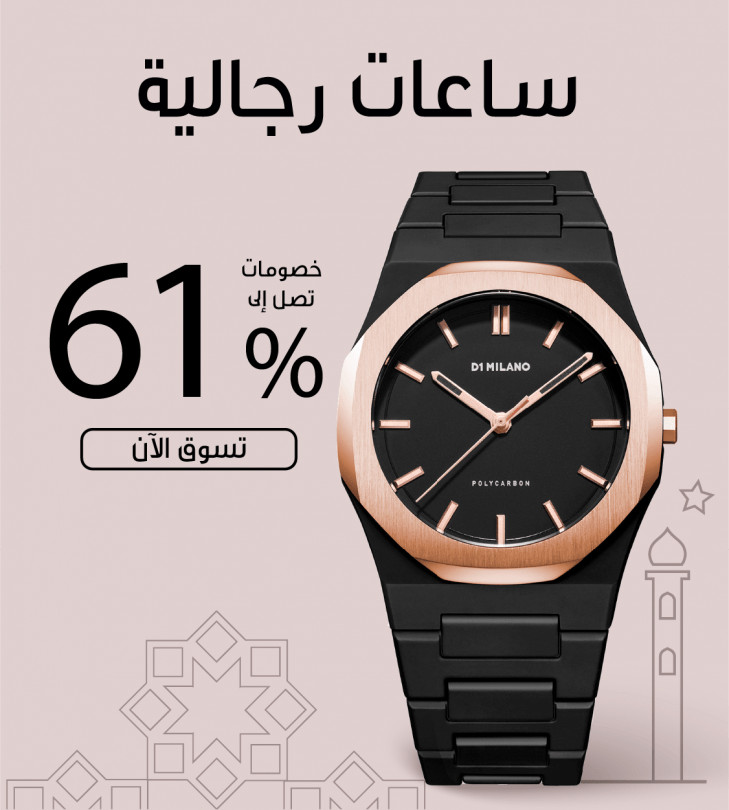 ساعات رجالية
خصومات
تصل إلى
61%
تسوق الآن
D1 MILANO
POLYCARBON